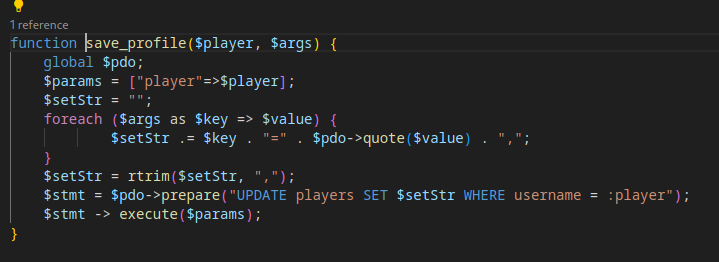 1 reference
function save_profile($player, $args) {
    global $pdo;
    $params = ["player"=>$player];
    $setStr = "";
    foreach ($args as $key => $value) {
            $setStr .= $key . "=" . $pdo->quote($value) . ",";
    }
    $setStr = rtrim($setStr, ",");
    $stmt = $pdo->prepare("UPDATE players SET $setStr WHERE username = :player");
    $stmt -> execute($params);
}